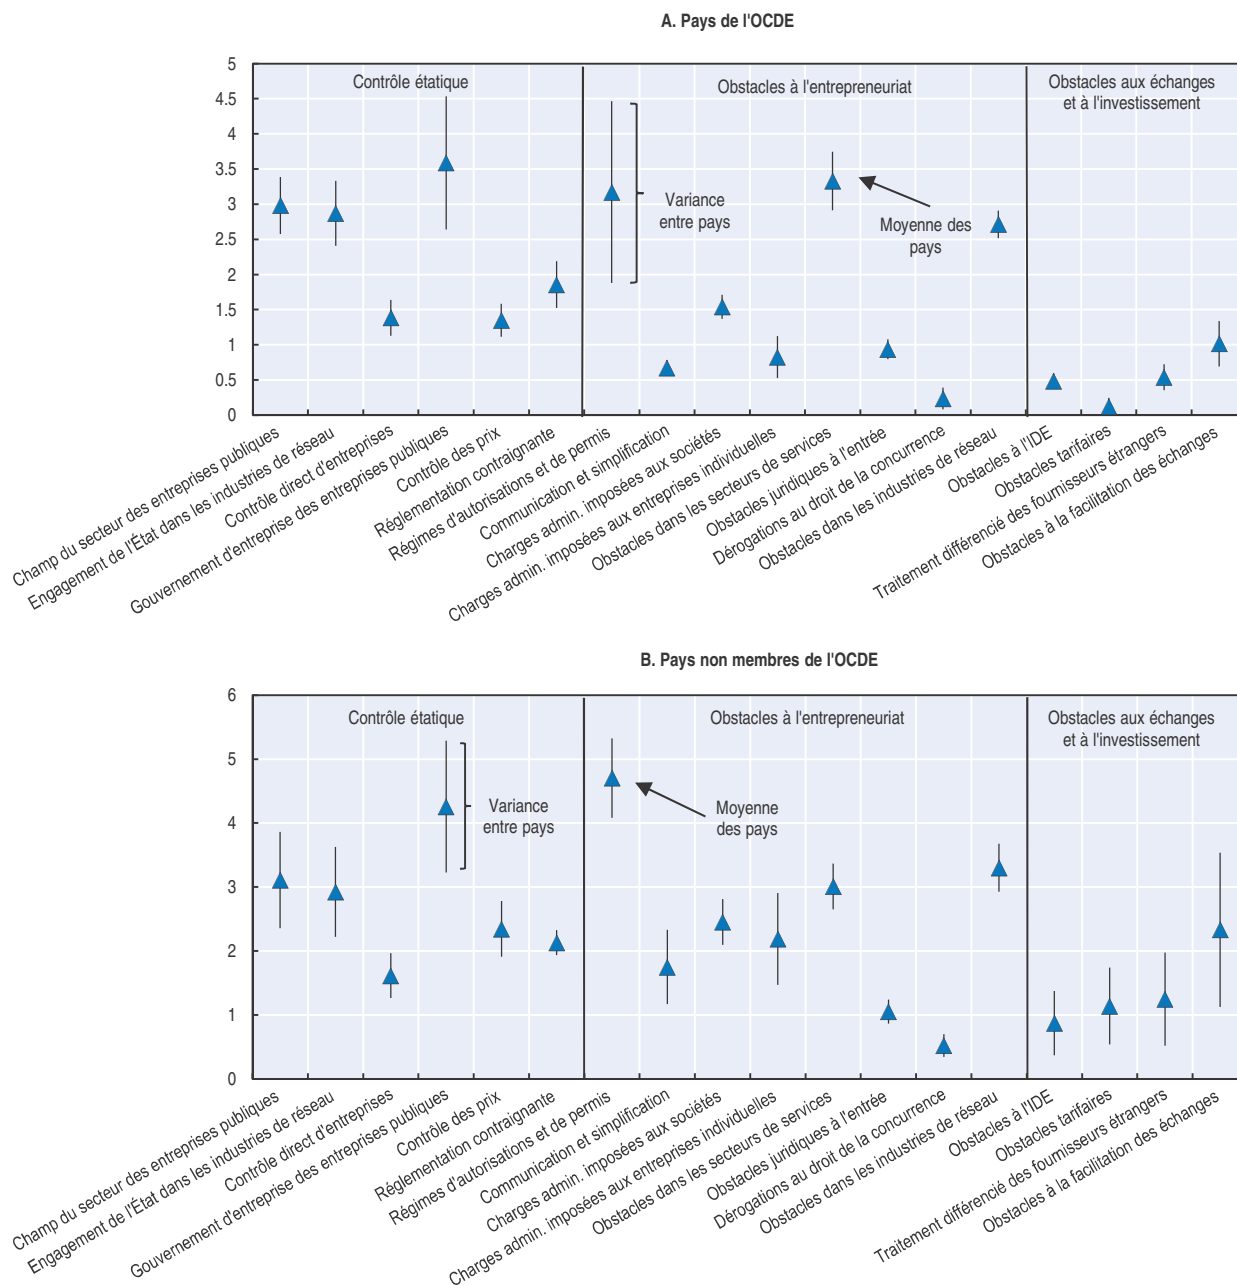 A. Pays de l'OCDE
5
4.5
4
3.5
3
2.5
2
1.5
1
0.5
0
Contrôle étatique
Obstacles à l'entrepreneuriat
Obstacles aux échanges
et à l'investissement
Variance
entre pays
Moyenne des
pays
Champ du secteur des entreprises publiques
Engagement de l'État dans les industries de réseau
Contrôle direct d'entreprises
Gouvernement d'entreprise des entreprises publiques
Contrôle des prix
Réglementation contraignante
Régimes d'autorisations et de permis
Communication et simplification
Charges admin. imposées aux sociétés
Charges admin. imposées aux entreprises individuelles
Obstacles dans les secteurs de services
Obstacles juridiques à l'entrée
Dérogations au droit de la concurrence
Obstacles dans les industries de réseau
Obstacles à l'IDE
Obstacles tarifaires
Traitement différencié des fournisseurs étrangers
Obstacles à la facilitation des échanges
B. Pays non membres de l'OCDE
6
5
4
3
2
1
0
Contrôle étatique
Obstacles à l'entrepreneuriat
Obstacles aux échanges
et à l'investissement
Variance
entre pays
Moyenne
des pays
Champ du secteur des entreprises publiques
Engagement de l'État dans les industries de réseau
Contrôle direct d'entreprises
Gouvernement d'entreprise des entreprises publiques
Contrôle des prix
Réglementation contraignante
Régimes d'autorisations et de permis
Communication et simplification
Charges admin. imposées aux sociétés
Charges admin. imposées aux entreprises individuelles
Obstacles dans les secteurs de services
Obstacles juridiques à l'entrée
Dérogations au droit de la concurrence
Obstacles dans les industries de réseau
Obstacles à l'IDE
Obstacles tarifaires
Traitement différencié des fournisseurs étrangers
Obstacles à la facilitation des échanges